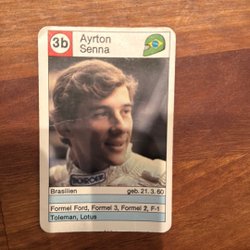 3b
Ayrton
Senna
Brasilien geb. 21. 3. 60
Formel Ford, Formel 3, Formel 2, F-1
Toleman, Lotus